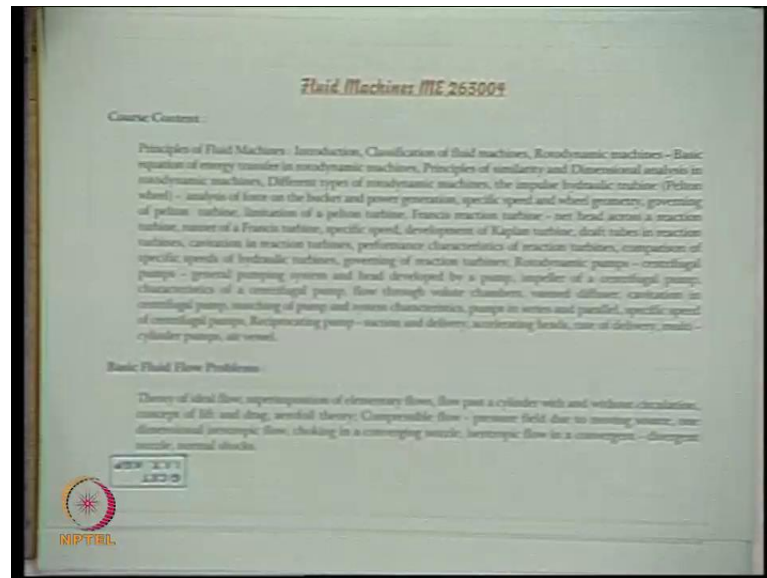 Fluid Machines ME 263009
Course Content :
Principles of Fluid Machines : Introduction, Classification of fluid machines, Rotodynamic machines - Basic
equation of energy transfer in rotodynamic machines, Principles of similarity and Dimensional analysis in
rotodynamic machines, Different types of rotodynamic machines, the impulse hydraulic turbine (Pelton
wheel) - analysis of force on the bucket and power generation, specific speed and wheel geometry, governing
of pelton turbine, limitation of a pelton turbine, Francis reaction turbine - net head across a reaction
turbine, runner of a Francis turbine, specific speed, development of Kaplan turbine, draft tubes in reaction
turbines, cavitation in reaction turbines, performance characteristics of reaction turbines, comparison of
specific speeds of hydraulic turbines, governing of reaction turbines; Rotodynamic pumps - centrifugal
pumps - general pumping system and head developed by a pump, impeller of a centrifugal pump,
characteristics of a centrifugal pump, flow through volute chambers, vaned diffuser, cavitation in
centrifugal pump, matching of pump and system characteristics, pumps in series and parallel, specific speed
of centrifugal pumps, Reciprocating pump - suction and delivery, accelerating heads, rate of delivery, multi -
cylinder pumps, air vessel.
Basic Fluid Flow Problems :
Theory of ideal flow, superimposition of elementary flows, flow past a cylinder with and without circulation,
concept of lift and drag, aerofoil theory; Compressible flow - pressure field due to moving source, one
dimensional isentropic flow, choking in a converging nozzle, isentropic flow in a convergent - divergent
nozzle, normal shocks.
I.I.T. KGP
NPTEL